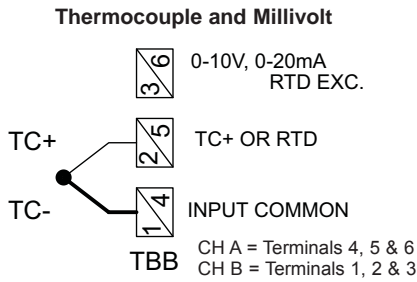 Thermocouple and Millivolt
3 6
0-10V, 0-20mA
RTD EXC.
TC+
2 5
TC+ OR RTD
TC-
1 4
INPUT COMMON
TBB
CH A = Terminals 4, 5 & 6
CH B = Terminals 1, 2 & 3